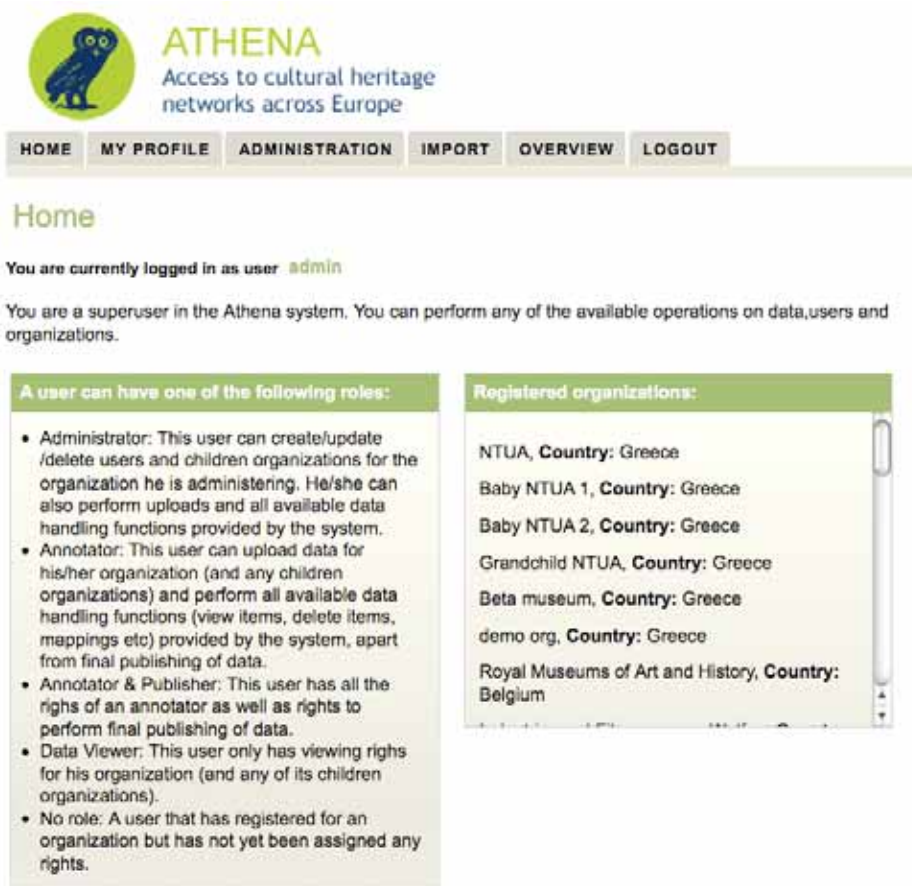 ATHENA
Access to cultural heritage
networks across Europe
HOME MY PROFILE ADMINISTRATION IMPORT OVERVIEW LOGOUT
Home
You are currently logged in as user admin
You are a superuser in the Athena system. You can perform any of the available operations on data,users and
organizations.
A user can have one of the following roles:
• Administrator: This user can create/update
/delete users and children organizations for the
organization he is administering. He/she can
also perform uploads and all available data
handling functions provided by the system.
• Annotator: This user can upload data for
his/her organization (and any children
organizations) and perform all available data
handling functions (view items, delete items,
mappings etc) provided by the system, apart
from final publishing of data.
• Annotator & Publisher: This user has all the
righs of an annotator as well as rights to
perform final publishing of data.
• Data Viewer: This user only has viewing righs
for his organization (and any of its children
organizations).
• No role: A user that has registered for an
organization but has not yet been assigned any
rights.
Registered organizations:
NTUA, Country: Greece
Baby NTUA 1, Country: Greece
Baby NTUA 2, Country: Greece
Grandchild NTUA, Country: Greece
Beta museum, Country: Greece
demo org, Country: Greece
Royal Museums of Art and History, Country:
Belgium